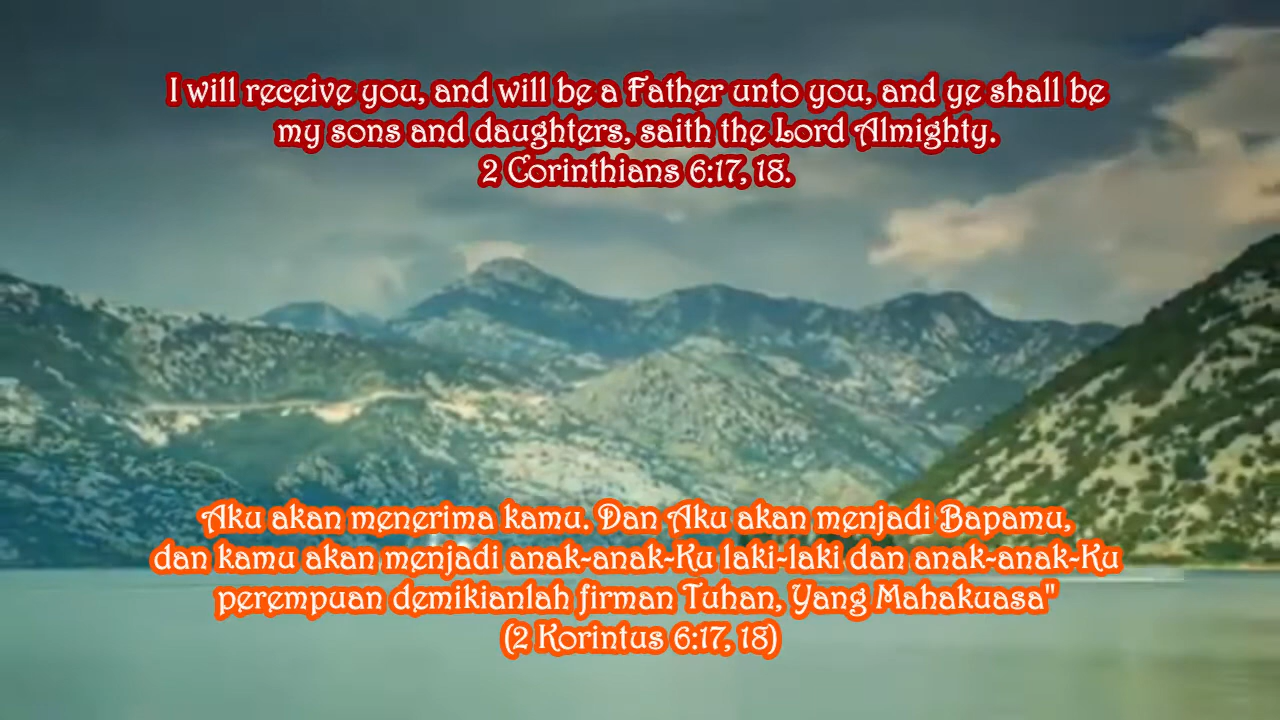 I will receive you, and will be a Father unto you, and ye shall be
my sons and daughters, saith the Lord Almighty.
2 Corinthians 6:17, 18.
Aku akan menerima kamu. Dan Aku akan menjadi Bapamu,
dan kamu akan menjadi anak-anak-Ku laki-laki dan anak-anak-Ku
perempuan demikianlah firman Tuhan, Yang Mahakuasa"
(2 Korintus 6:17, 18)